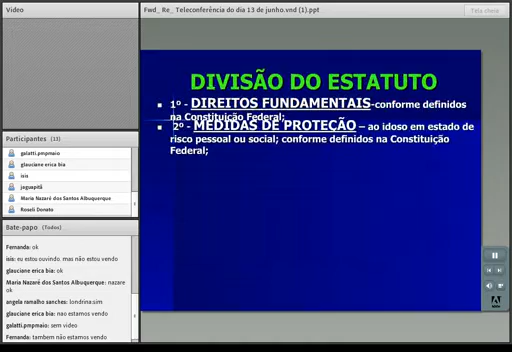 Video
Fwd_ Re_ Teleconferência do dia 13 de junho.vnd (1).ppt
Tela cheia
DIVISÃO DO ESTATUTO
1º - DIREITOS FUNDAMENTAIS-conforme definidos
na Constituição Federal;
2º - MEDIDAS DE PROTEÇÃO – ao idoso em estado de
risco pessoal ou social; conforme definidos na Constituição
Federal;
Participantes (13)
galatti.pmpmaio
glauciene erica bia
isis
jaguapitã
Maria Nazaré dos Santos Albuquerque
Roseli Donato
Bate-papo (Todos)
Fernanda: ok
isis: eu estou ouvindo. mas não estou vendo
glauciene erica bia: ok
Maria Nazaré dos Santos Albuquerque: nazare
ok
angela ramalho sanches: londrina:sim
glauciene erica bia: nao estamos vendo
galatti.pmpmaio: sem video
Fernanda: tambem não estamos vendo